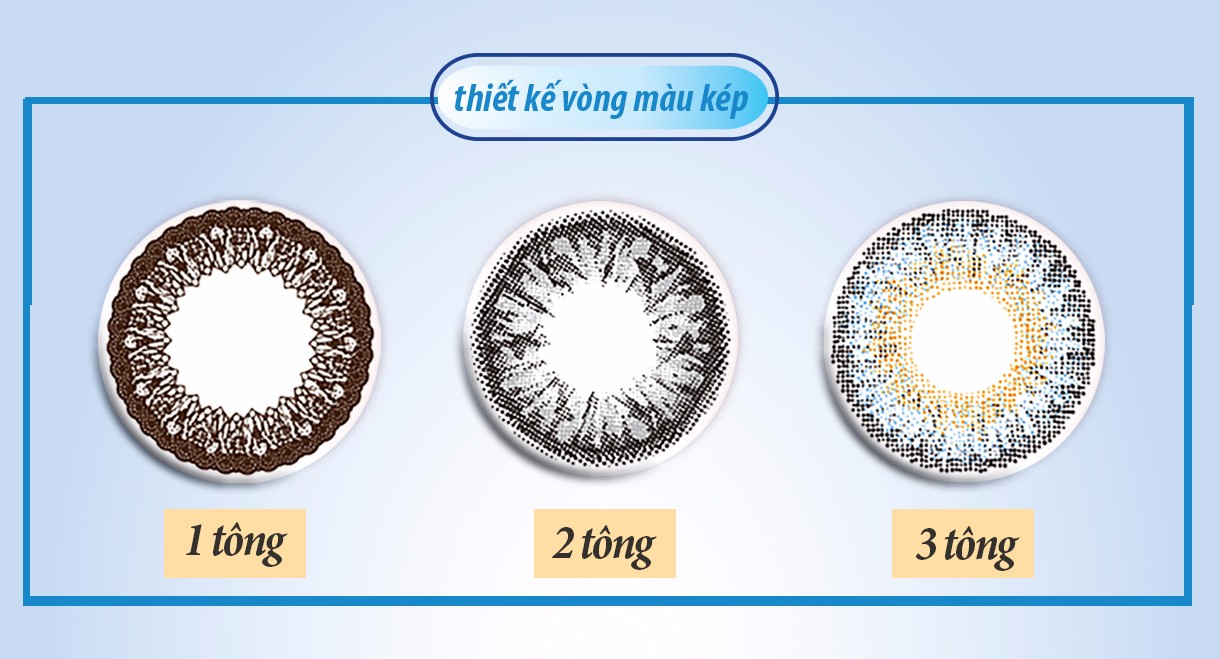 thiết kế vòng màu kép
1 tông
2 tông
3 tông